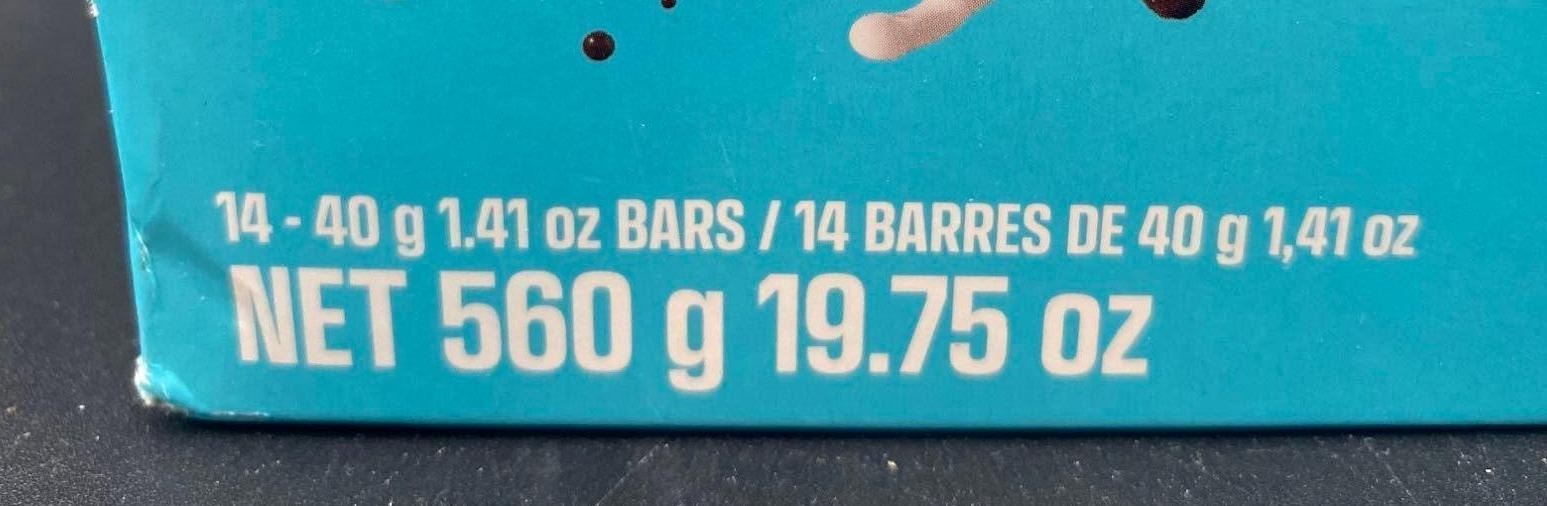 14 - 40 g 1.41 oz BARS / 14 BARRES DE 40 g 1,41 oz
NET 560 g 19.75 oz